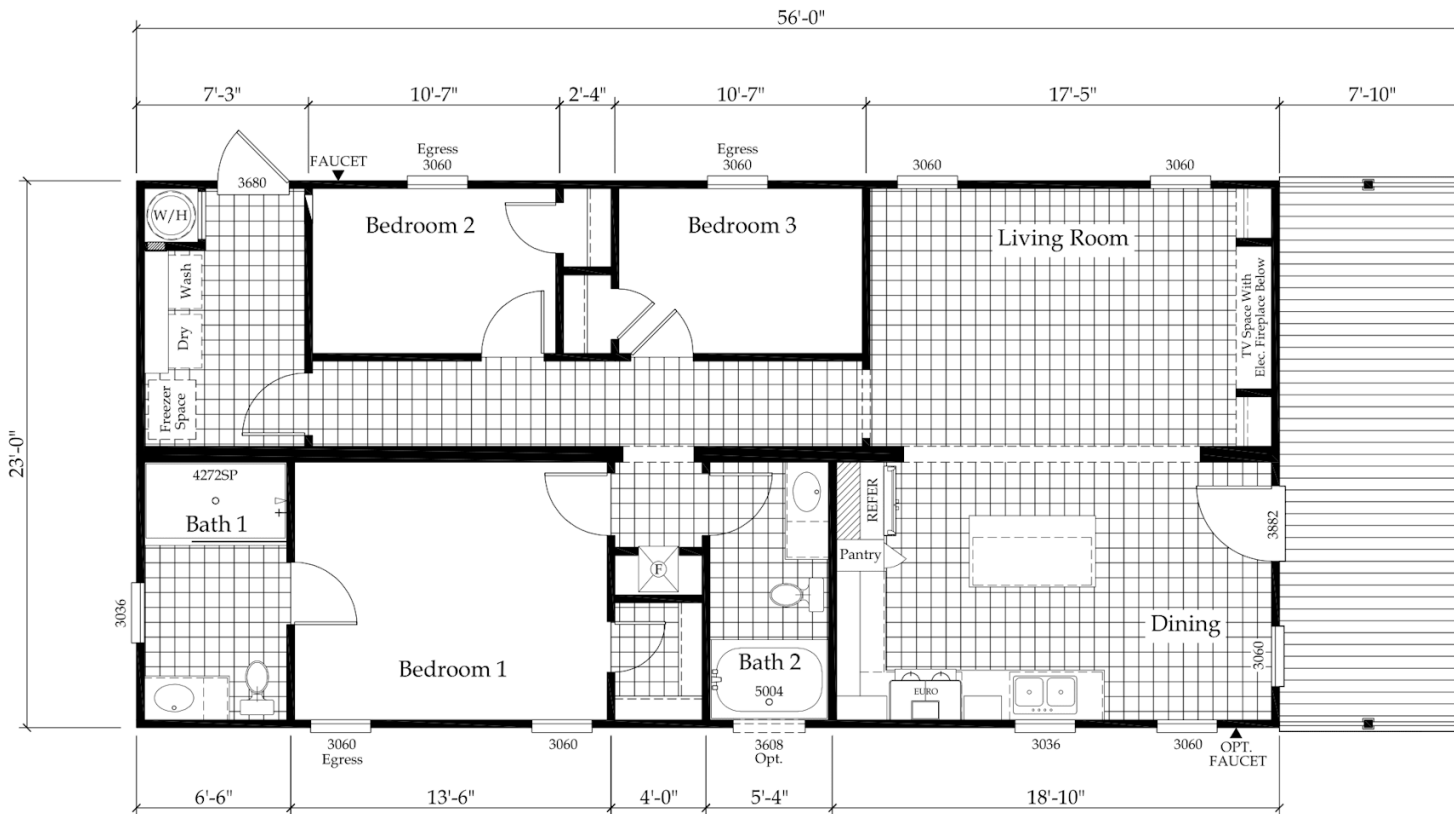 56'-0"
7'-3"
10'-7"
2'-4"
10'-7"
17'-5"
7'-10"
Egress
3060
Egress
3060
FAUCET
3060
3060
3680
W/H
Bedroom 2
Bedroom 3
Living Room
Wash
Dry
Freezer
Space
TV Space With
Elec. Fireplace Below
23'-0"
4272SP
Bath 1
REFER
3882
Pantry
F
3036
Dining
Bedroom 1
Bath 2
5004
3060
EURO
3060
Egress
3060
3608
Opt.
3036
3060
OPT.
FAUCET
6'-6"
13'-6"
4'-0"
5'-4"
18'-10"